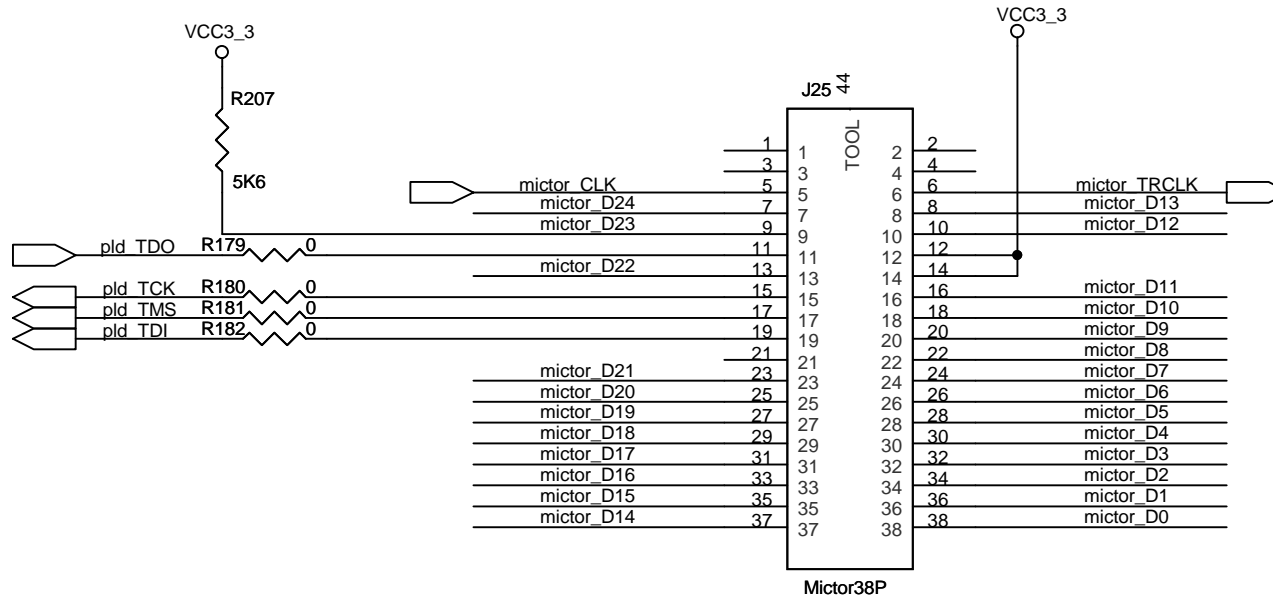 VCC3_3
VCC3_3
R207
J25 44
TOOL
1 1 2 2
3 3 4 4
5K6
mictor_CLK 5 5 6 6 mictor_TRCLK
mictor_D24 7 7 8 8 mictor_D13
mictor_D23 9 9 10 10 mictor_D12
pld_TDO R179 0 11 11 12 12
mictor_D22 13 13 14 14
pld_TCK R180 0 15 15 16 16 mictor_D11
pld_TMS R181 0 17 17 18 18 mictor_D10
pld_TDI R182 0 19 19 20 20 mictor_D9
21 21 22 22 mictor_D8
mictor_D21 23 23 24 24 mictor_D7
mictor_D20 25 25 26 26 mictor_D6
mictor_D19 27 27 28 28 mictor_D5
mictor_D18 29 29 30 30 mictor_D4
mictor_D17 31 31 32 32 mictor_D3
mictor_D16 33 33 34 34 mictor_D2
mictor_D15 35 35 36 36 mictor_D1
mictor_D14 37 37 38 38 mictor_D0
Mictor38P